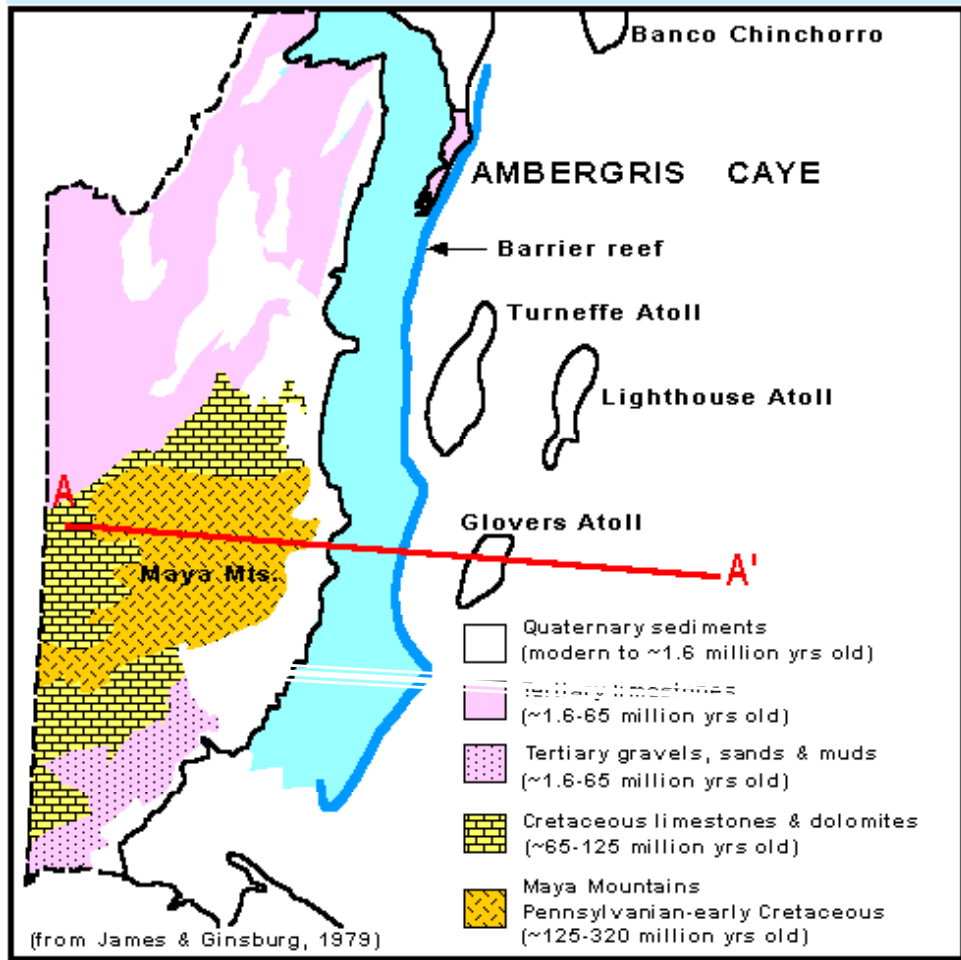 Banco Chinchorro
AMBERGRIS CAYE
Barrier reef
Turneffe Atoll
Lighthouse Atoll
A
Glovers Atoll
Maya Mts.
A'
Quaternary sediments
(modern to ~1.6 million yrs old)
Tertiary limestones
(~1.6-65 million yrs old)
Tertiary gravels, sands & muds
(~1.6-65 million yrs old)
Cretaceous limestones & dolomites
(~65-125 million yrs old)
Maya Mountains
Pennsylvanian-early Cretaceous
(~125-320 million yrs old)
(from James & Ginsburg, 1979)